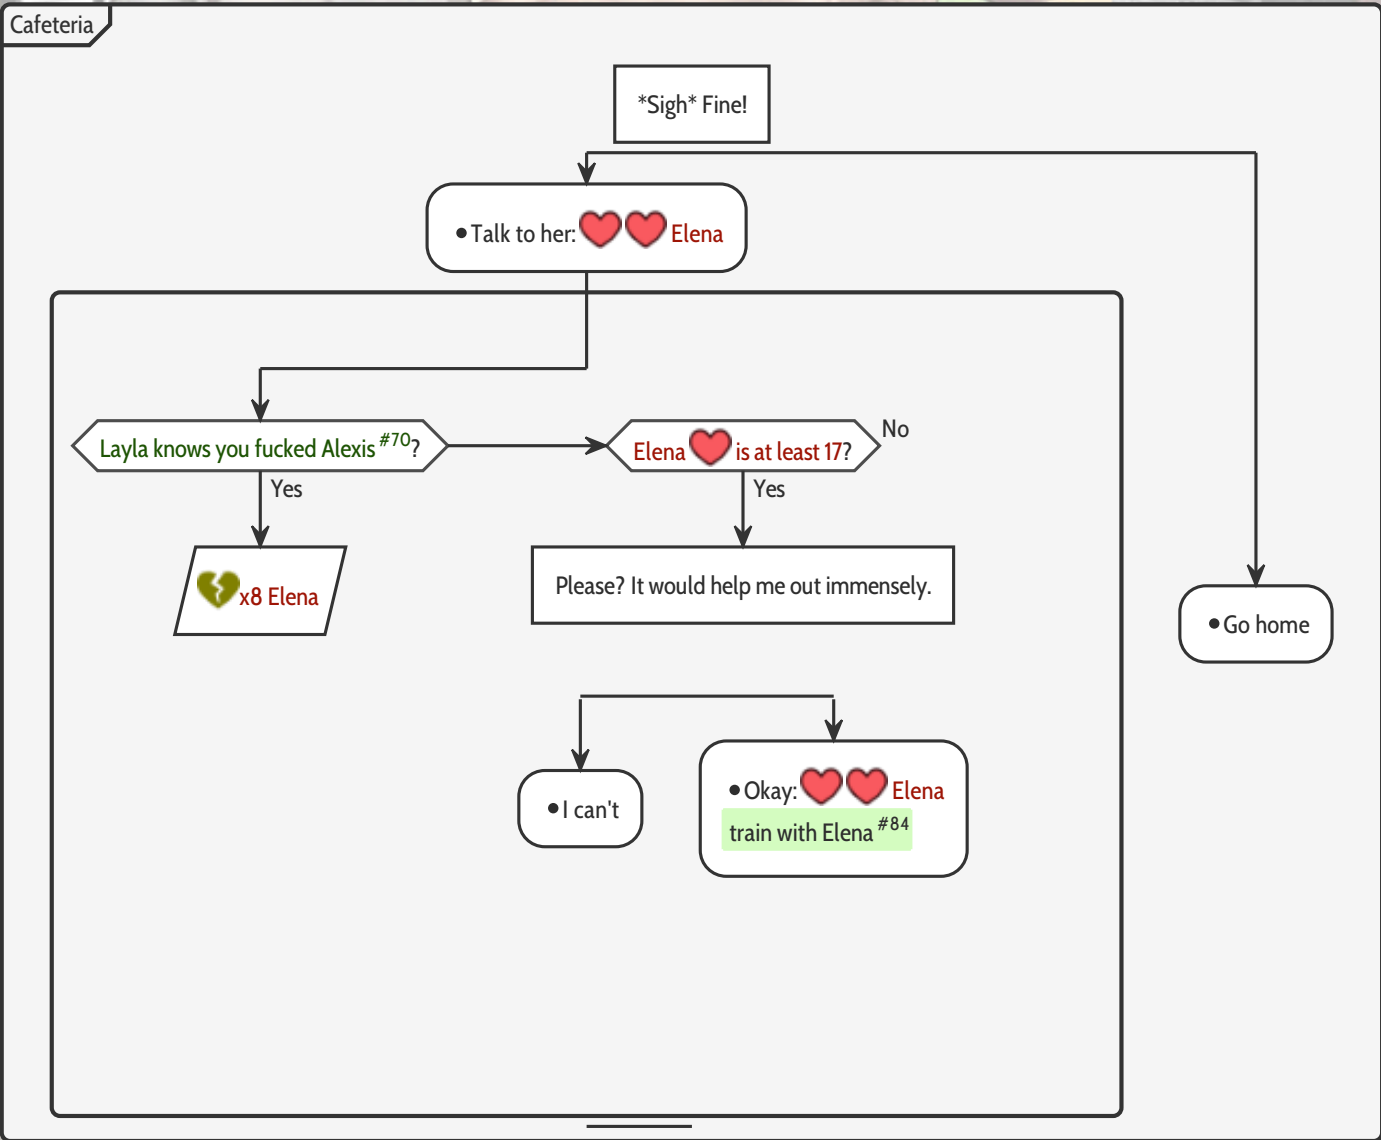 Cafeteria
*Sigh* Fine!
•Talk to her: Elena
Layla knows you fucked Alexis #70?
Elena is at least 17?
No
Yes
Yes
x8 Elena
Please? It would help me out immensely.
•Go home
•I can't
•Okay: Elena
train with Elena #84